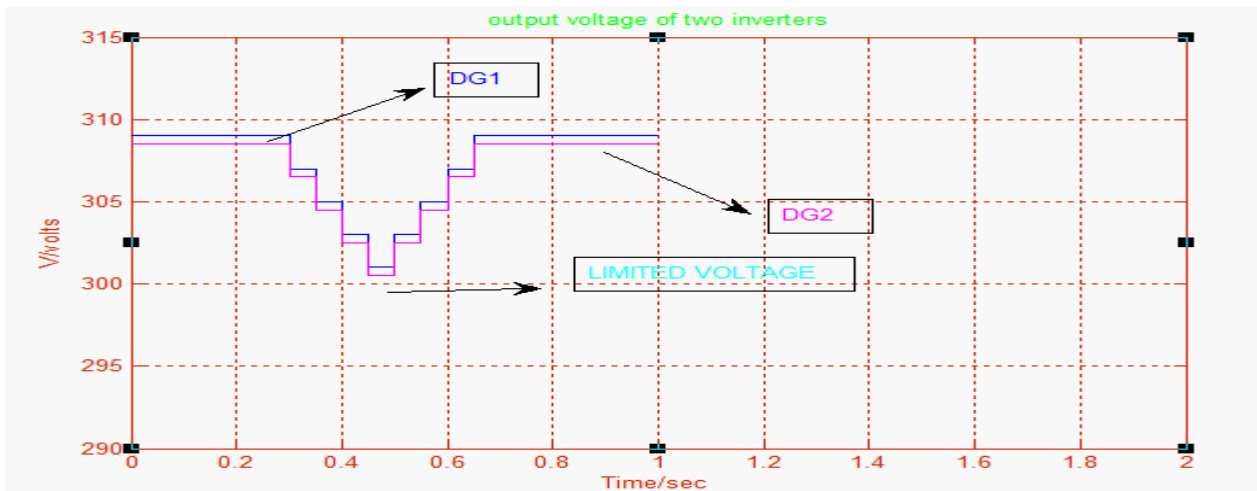 output voltage of two inverters
315
DG1
310
305
DG2
V/volts
LIMITED VOLTAGE
300
295
290
0 0.2 0.4 0.6 0.8 1 1.2 1.4 1.6 1.8 2
Time/sec